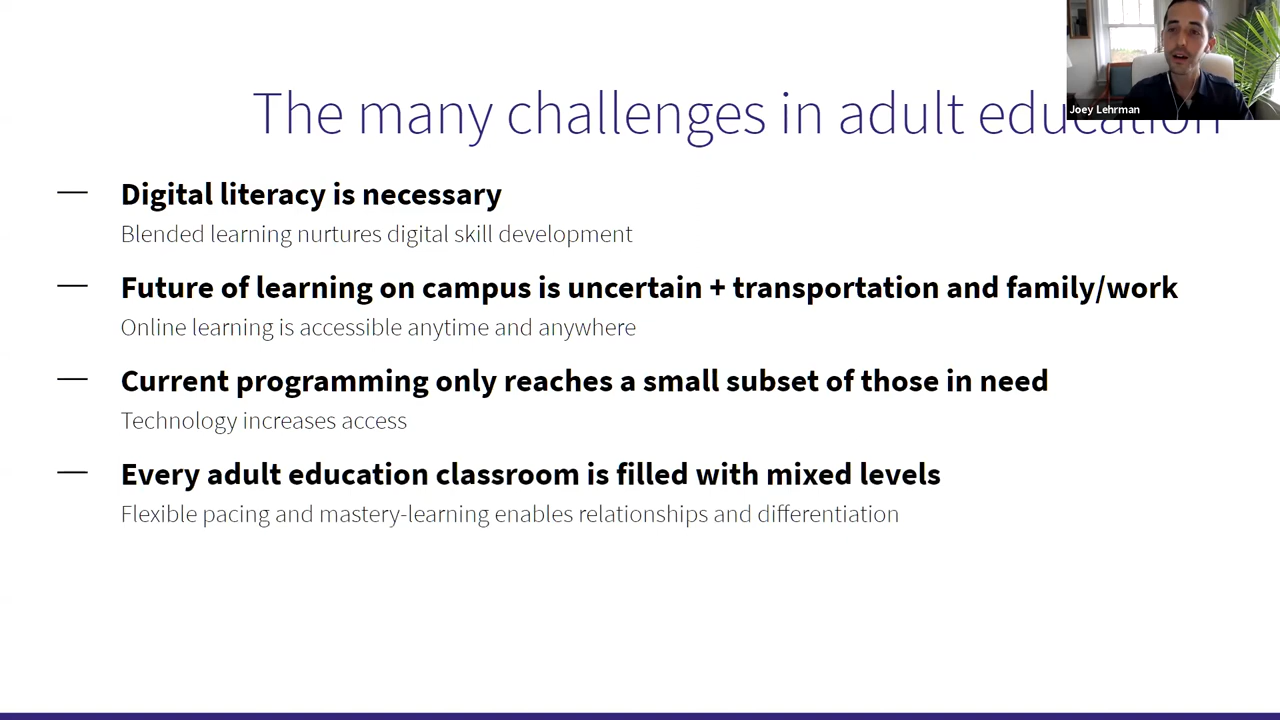 The many challenges in adult education
Joey Lehrman
— Digital literacy is necessary
Blended learning nurtures digital skill development
— Future of learning on campus is uncertain + transportation and family/work
Online learning is accessible anytime and anywhere
— Current programming only reaches a small subset of those in need
Technology increases access
— Every adult education classroom is filled with mixed levels
Flexible pacing and mastery-learning enables relationships and differentiation